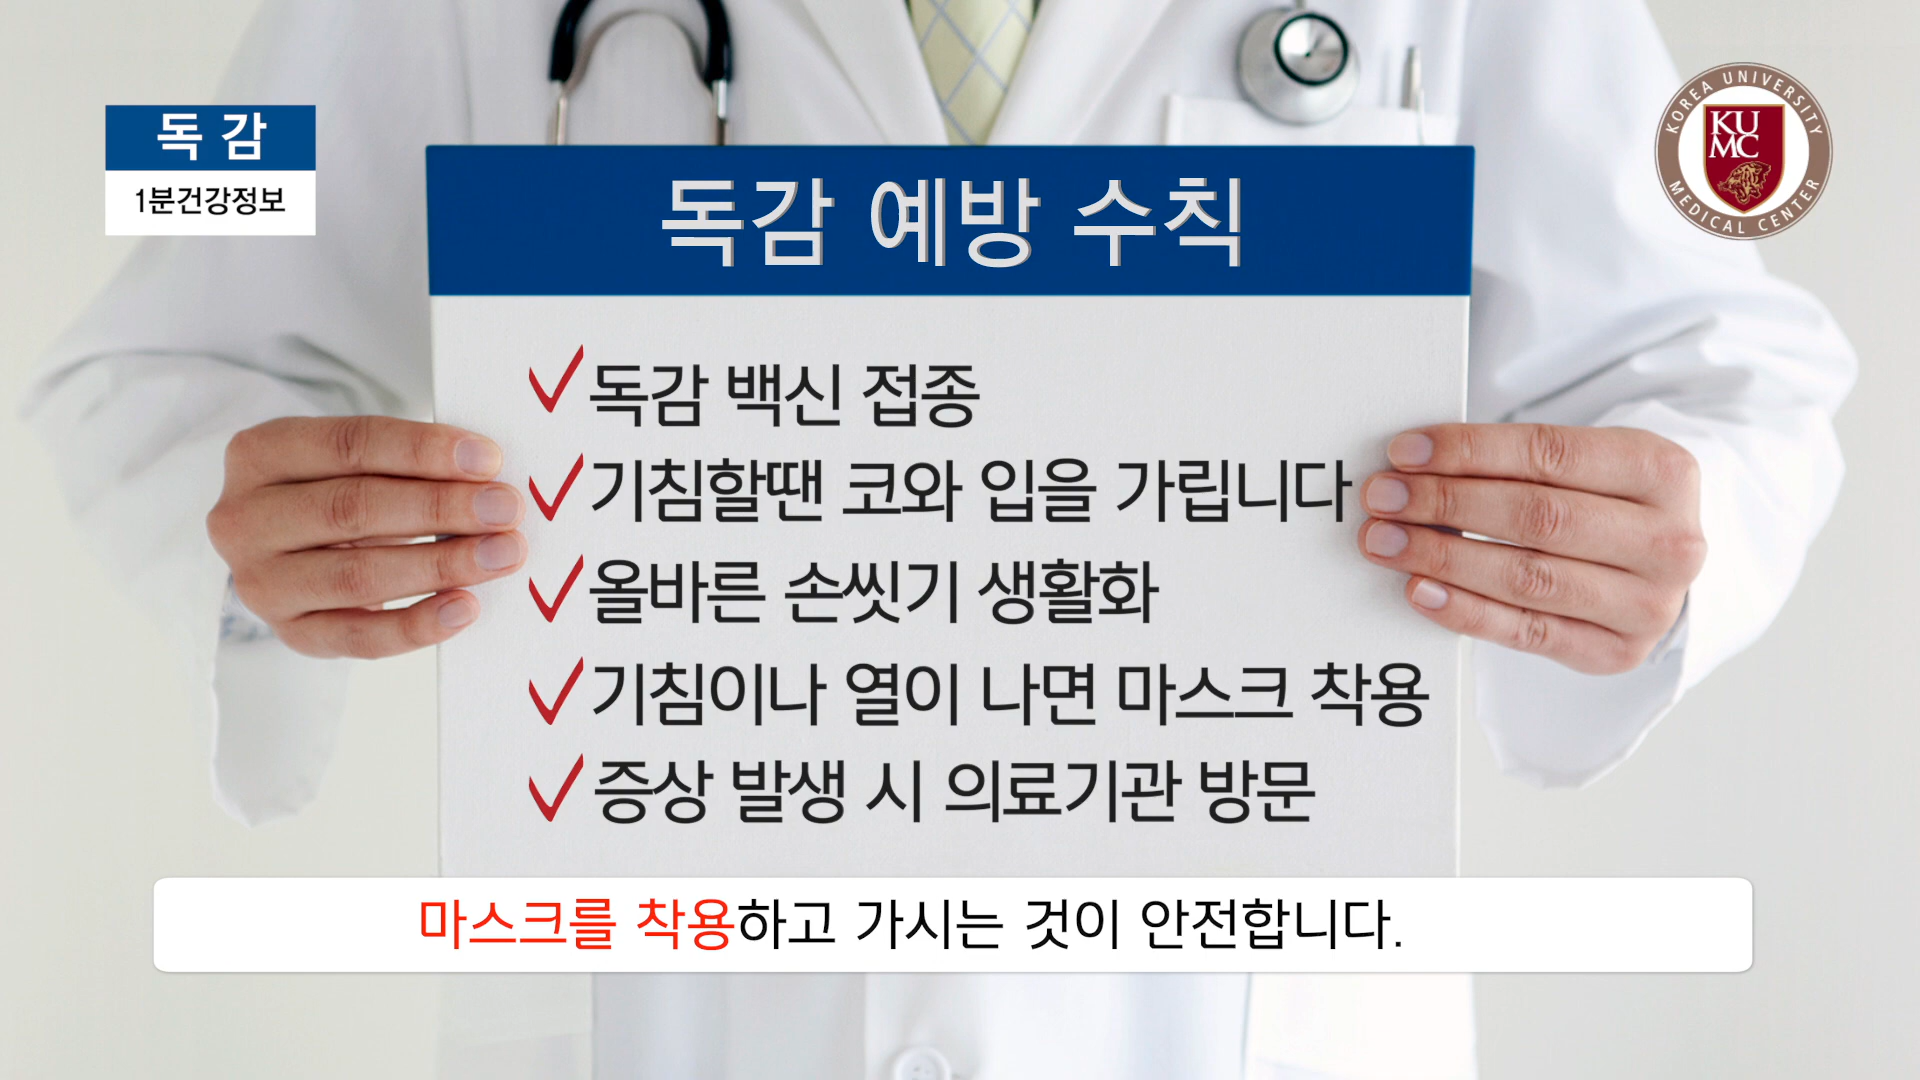 독 감
1분건강정보
KOREA UNIVERSITY
KU
MC
MEDICAL CENTER
독감 예방 수칙
독감 백신 접종
기침할땐 코와 입을 가립니다
올바른 손씻기 생활화
기침이나 열이 나면 마스크 착용
증상 발생 시 의료기관 방문
마스크를 착용하고 가시는 것이 안전합니다.